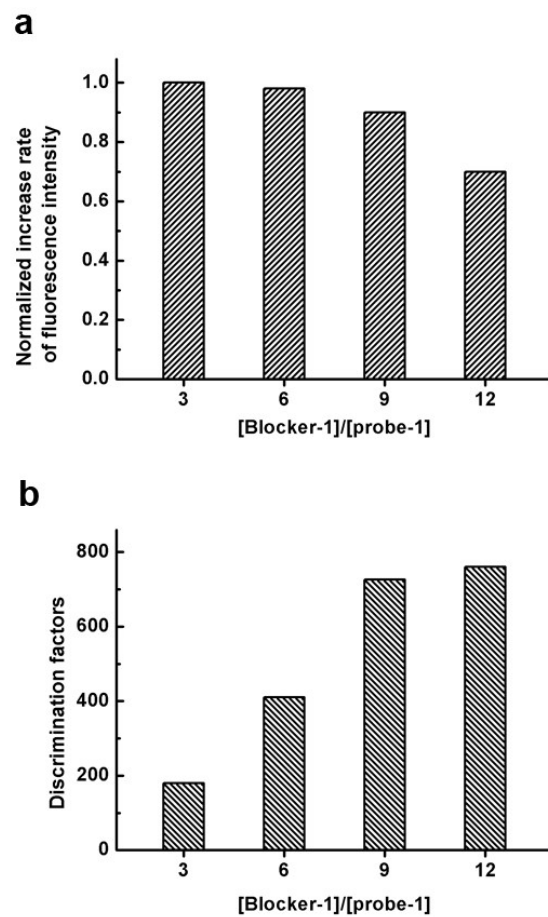 a
Normalized increase rate
of fluorescence intensity
1.0
0.8
0.6
0.4
0.2
0.0
3 6 9 12
[Blocker-1]/[probe-1]
b
Discrimination factors
800
600
400
200
0
3 6 9 12
[Blocker-1]/[probe-1]